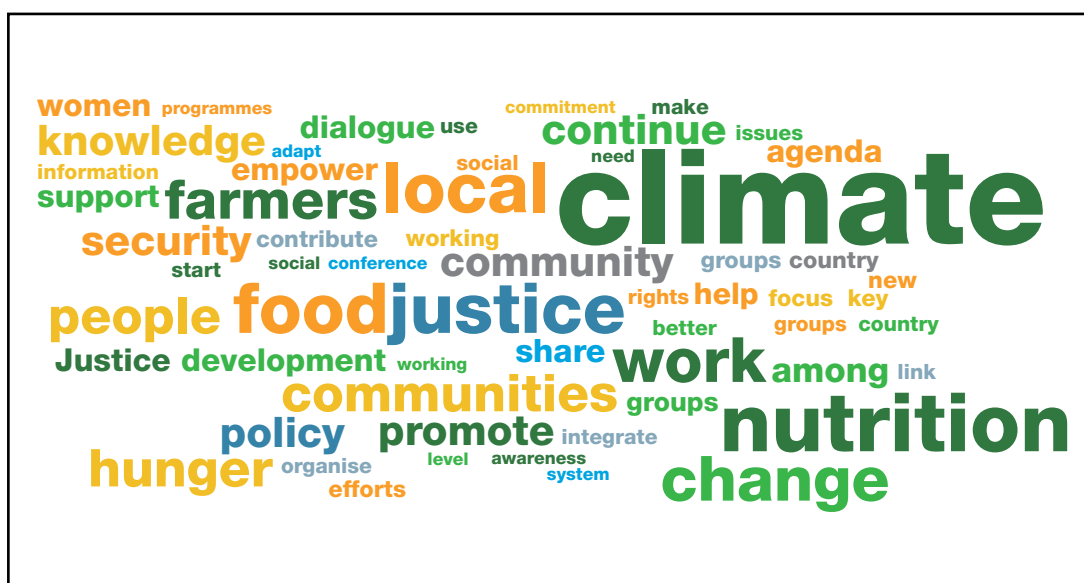 women programmes commitment make
knowledge dialogue use continue issues
information adapt empower social need agenda
support farmers local climate
security contribute working
start social conference community groups country
people food justice rights help focus key new
better groups country
Justice development working share work among link
communities groups nutrition
policy promote integrate
hunger organise level awareness change
efforts system